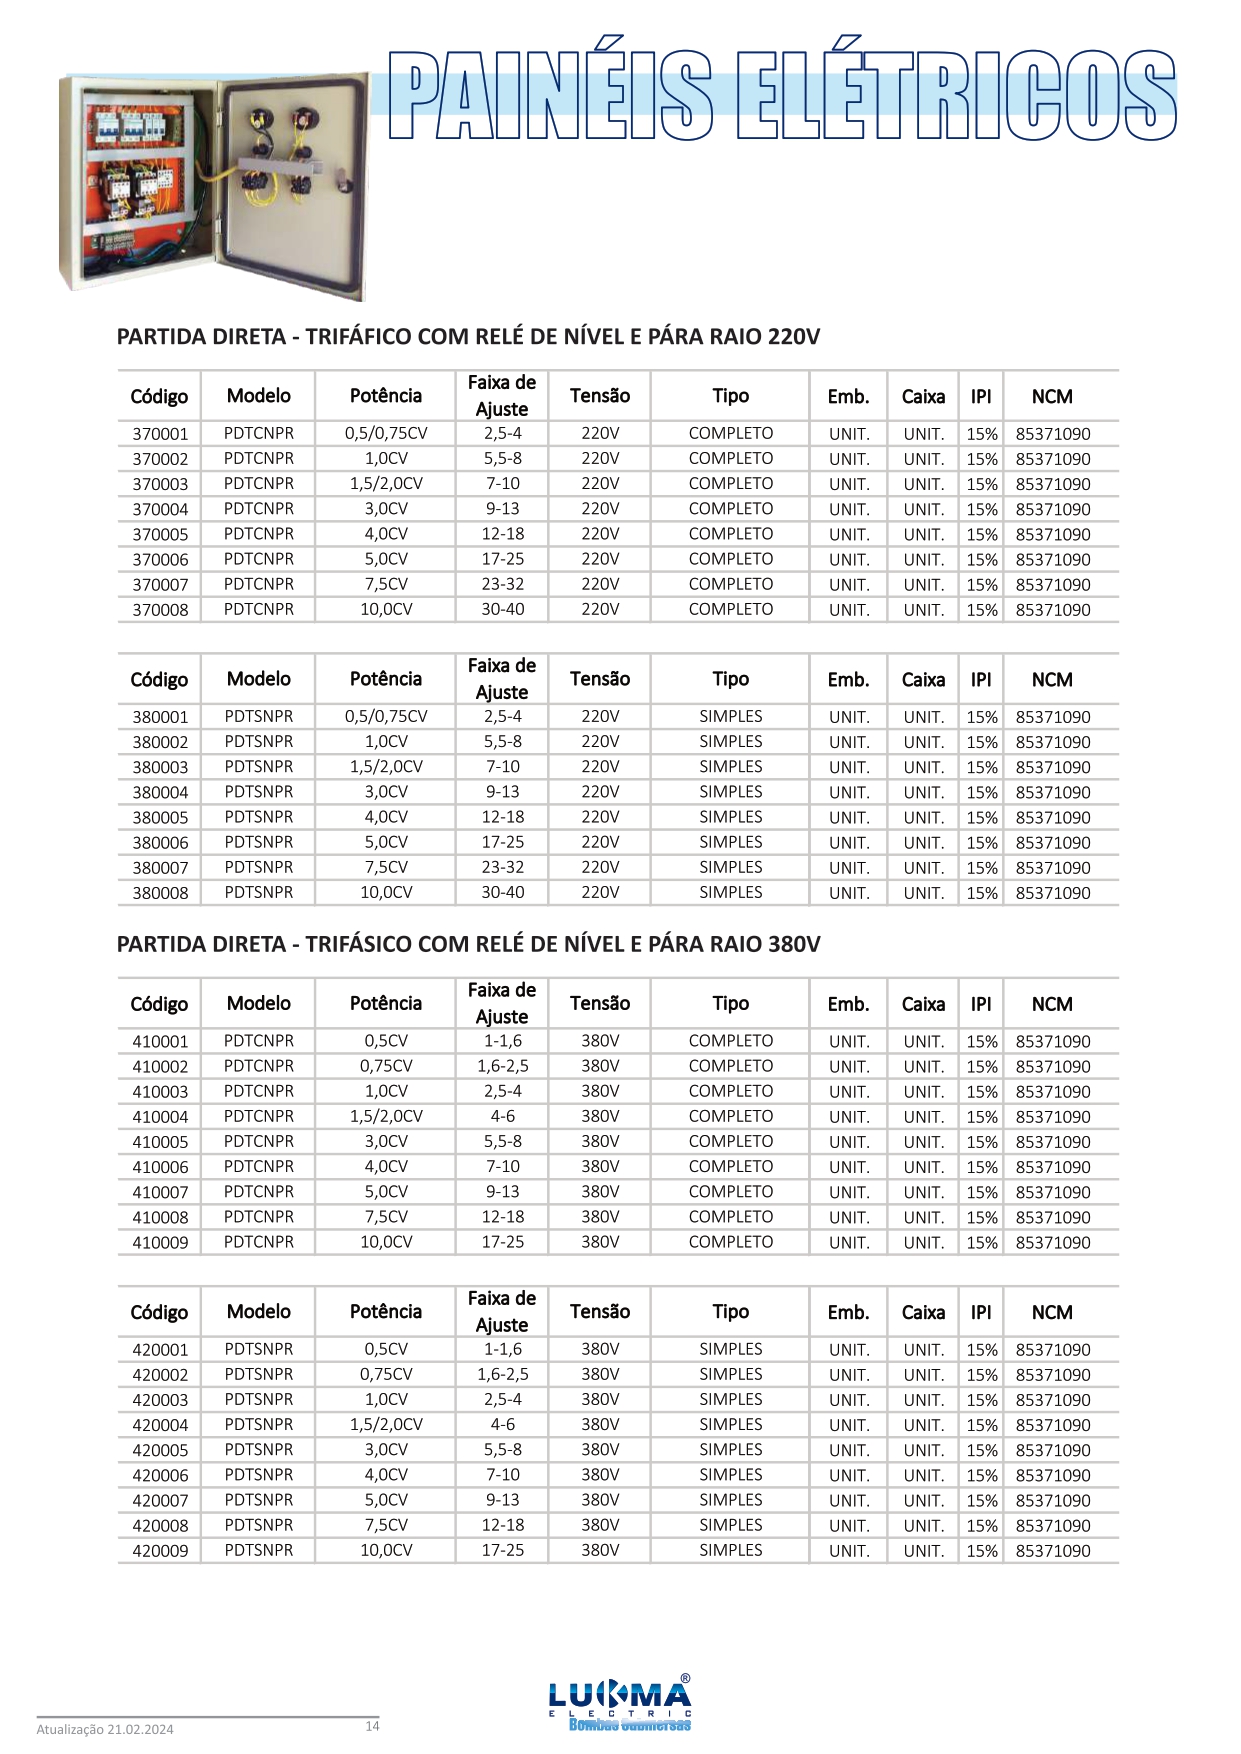 PAINÉIS ELÉTRICOS
PARTIDA DIRETA - TRIFÁFICO COM RELÉ DE NÍVEL E PÁRA RAIO 220V
Código Modelo Potência Faixa de Ajuste Tensão Tipo Emb. Caixa IPI NCM
370001 PDTCNPR 0,5/0,75CV 2,5-4 220V COMPLETO UNIT. UNIT. 15% 85371090
370002 PDTCNPR 1,0CV 5,5-8 220V COMPLETO UNIT. UNIT. 15% 85371090
370003 PDTCNPR 1,5/2,0CV 7-10 220V COMPLETO UNIT. UNIT. 15% 85371090
370004 PDTCNPR 3,0CV 9-13 220V COMPLETO UNIT. UNIT. 15% 85371090
370005 PDTCNPR 4,0CV 12-18 220V COMPLETO UNIT. UNIT. 15% 85371090
370006 PDTCNPR 5,0CV 17-25 220V COMPLETO UNIT. UNIT. 15% 85371090
370007 PDTCNPR 7,5CV 23-32 220V COMPLETO UNIT. UNIT. 15% 85371090
370008 PDTCNPR 10,0CV 30-40 220V COMPLETO UNIT. UNIT. 15% 85371090
Código Modelo Potência Faixa de Ajuste Tensão Tipo Emb. Caixa IPI NCM
380001 PDTSNPR 0,5/0,75CV 2,5-4 220V SIMPLES UNIT. UNIT. 15% 85371090
380002 PDTSNPR 1,0CV 5,5-8 220V SIMPLES UNIT. UNIT. 15% 85371090
380003 PDTSNPR 1,5/2,0CV 7-10 220V SIMPLES UNIT. UNIT. 15% 85371090
380004 PDTSNPR 3,0CV 9-13 220V SIMPLES UNIT. UNIT. 15% 85371090
380005 PDTSNPR 4,0CV 12-18 220V SIMPLES UNIT. UNIT. 15% 85371090
380006 PDTSNPR 5,0CV 17-25 220V SIMPLES UNIT. UNIT. 15% 85371090
380007 PDTSNPR 7,5CV 23-32 220V SIMPLES UNIT. UNIT. 15% 85371090
380008 PDTSNPR 10,0CV 30-40 220V SIMPLES UNIT. UNIT. 15% 85371090
PARTIDA DIRETA - TRIFÁSICO COM RELÉ DE NÍVEL E PÁRA RAIO 380V
Código Modelo Potência Faixa de Ajuste Tensão Tipo Emb. Caixa IPI NCM
410001 PDTCNPR 0,5CV 1-1,6 380V COMPLETO UNIT. UNIT. 15% 85371090
410002 PDTCNPR 0,75CV 1,6-2,5 380V COMPLETO UNIT. UNIT. 15% 85371090
410003 PDTCNPR 1,0CV 2,5-4 380V COMPLETO UNIT. UNIT. 15% 85371090
410004 PDTCNPR 1,5/2,0CV 4-6 380V COMPLETO UNIT. UNIT. 15% 85371090
410005 PDTCNPR 3,0CV 5,5-8 380V COMPLETO UNIT. UNIT. 15% 85371090
410006 PDTCNPR 4,0CV 7-10 380V COMPLETO UNIT. UNIT. 15% 85371090
410007 PDTCNPR 5,0CV 9-13 380V COMPLETO UNIT. UNIT. 15% 85371090
410008 PDTCNPR 7,5CV 12-18 380V COMPLETO UNIT. UNIT. 15% 85371090
410009 PDTCNPR 10,0CV 17-25 380V COMPLETO UNIT. UNIT. 15% 85371090
Código Modelo Potência Faixa de Ajuste Tensão Tipo Emb. Caixa IPI NCM
420001 PDTSNPR 0,5CV 1-1,6 380V SIMPLES UNIT. UNIT. 15% 85371090
420002 PDTSNPR 0,75CV 1,6-2,5 380V SIMPLES UNIT. UNIT. 15% 85371090
420003 PDTSNPR 1,0CV 2,5-4 380V SIMPLES UNIT. UNIT. 15% 85371090
420004 PDTSNPR 1,5/2,0CV 4-6 380V SIMPLES UNIT. UNIT. 15% 85371090
420005 PDTSNPR 3,0CV 5,5-8 380V SIMPLES UNIT. UNIT. 15% 85371090
420006 PDTSNPR 4,0CV 7-10 380V SIMPLES UNIT. UNIT. 15% 85371090
420007 PDTSNPR 5,0CV 9-13 380V SIMPLES UNIT. UNIT. 15% 85371090
420008 PDTSNPR 7,5CV 12-18 380V SIMPLES UNIT. UNIT. 15% 85371090
420009 PDTSNPR 10,0CV 17-25 380V SIMPLES UNIT. UNIT. 15% 85371090
LUKMA®
ELECTRIC
Bombas Submersas
Atualização 21.02.2024 14